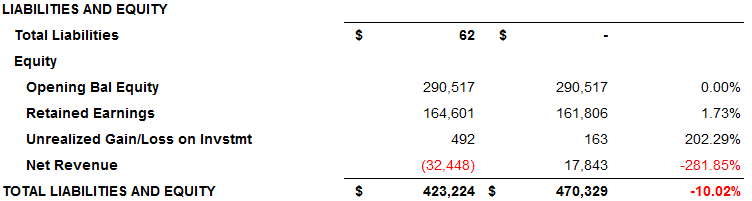 LIABILITIES AND EQUITY
Total Liabilities $ 62 $ -
Equity
Opening Bal Equity 290,517 290,517 0.00%
Retained Earnings 164,601 161,806 1.73%
Unrealized Gain/Loss on Invstmt 492 163 202.29%
Net Revenue (32,448) 17,843 -281.85%
TOTAL LIABILITIES AND EQUITY $ 423,224 $ 470,329 -10.02%